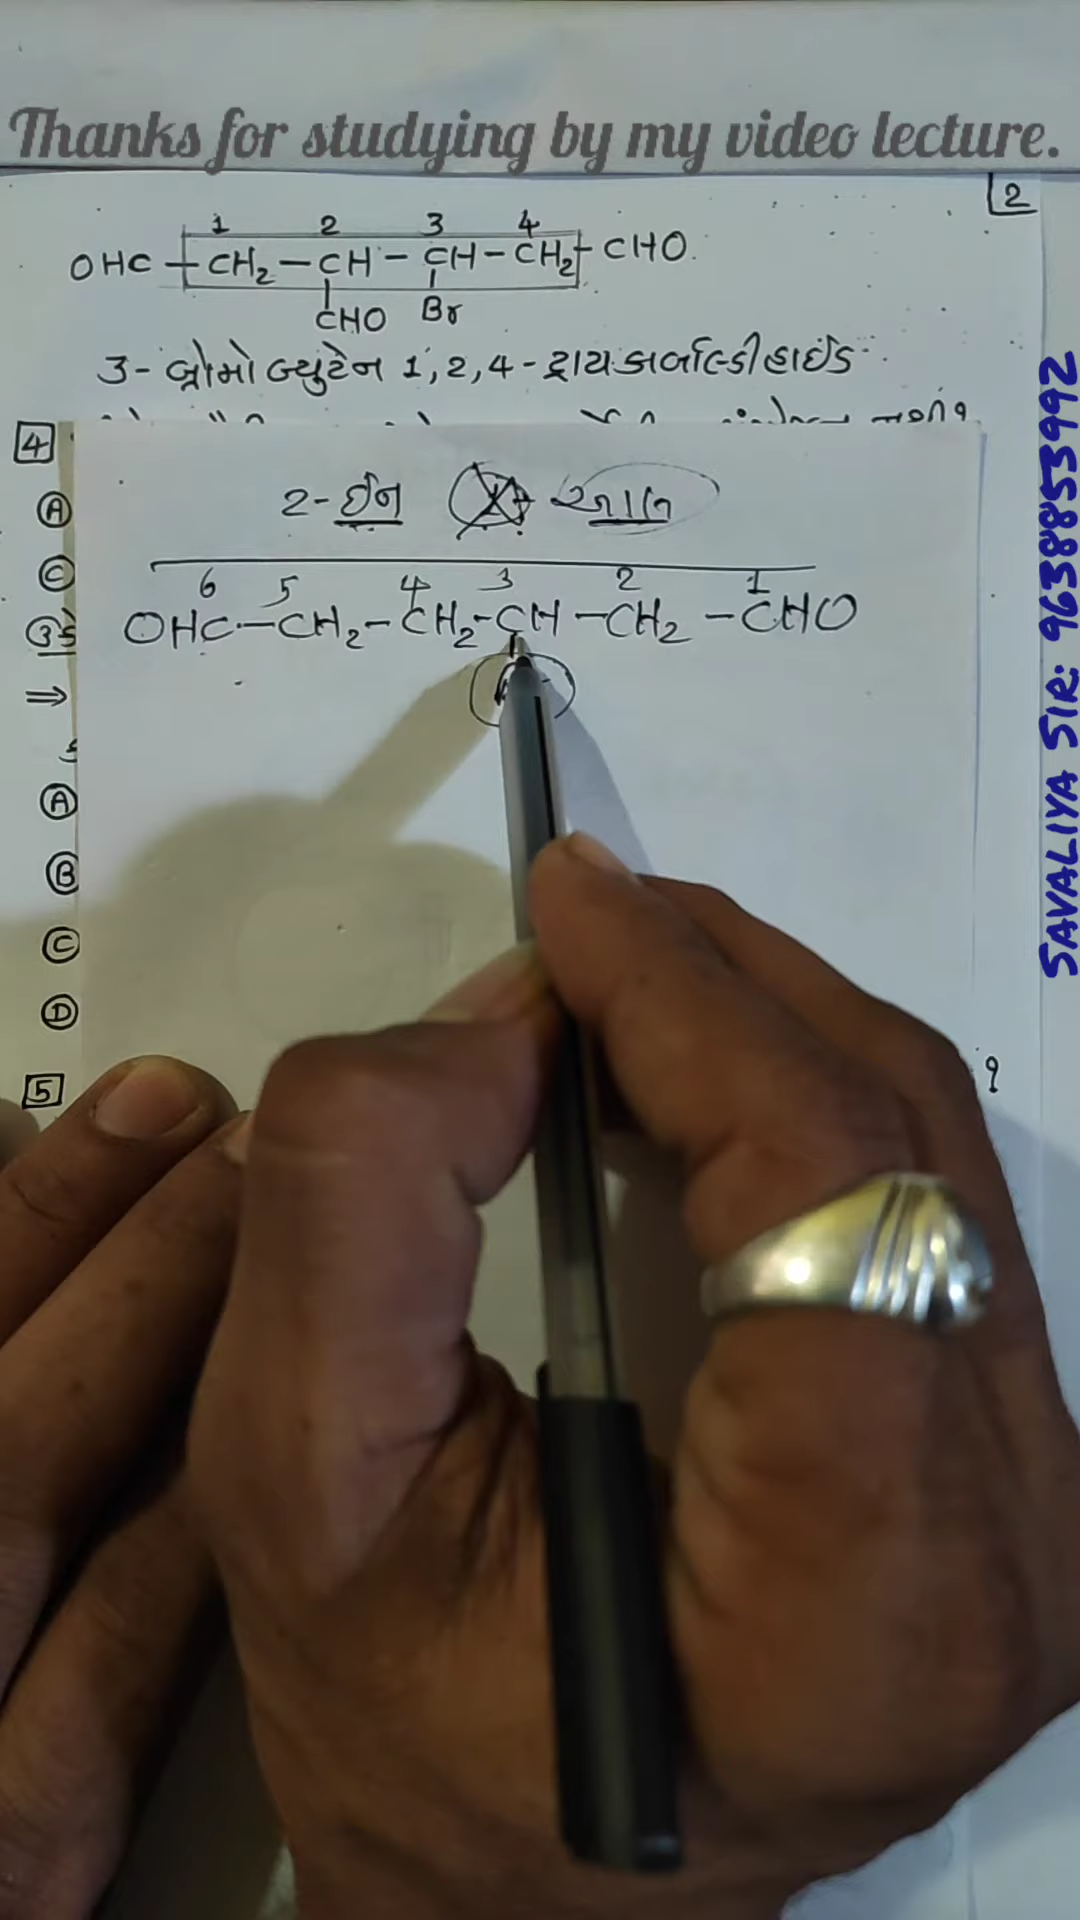 Thanks for studying by my video lecture.
2
1 2 3 4
OHC - CH₂ - CH - CH - CH₂ - CHO
CHO Br
3- બ્રોમો બ્યુટેન 1,2,4- ટ્રાયકાર્બાલ્ડીહાઈડ
4
2-ઈન
A
C
6 5 4 3 2 1
OHC - CH₂ - CH₂ - CH - CH₂ - CHO
⇒
A
B
C
D
5
?
SAVALIYA SIR: 9638853992